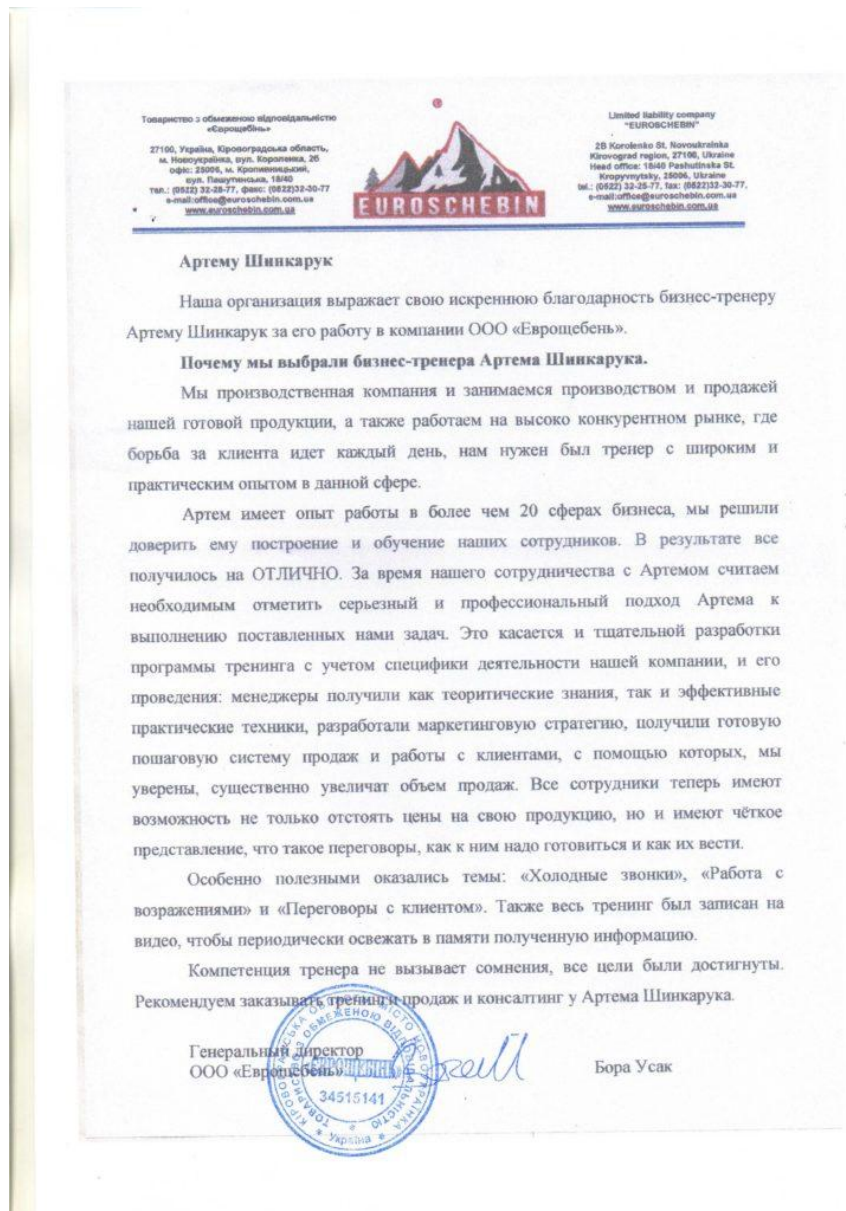 Товариство з обмеженою відповідальністю
«Єврощебінь»
27100, Україна, Кіровоградська область,
м. Новоукраїнка, вул. Короленка, 2б
офіс: 25006, м. Кропивницький,
вул. Пашутинська, 18/40
тел.: (0522) 32-28-77, факс: (0522)32-30-77
e-mail:office@euroschebin.com.ua
www.euroschebin.com.ua
EUROSCHEBIN
Limited liability company
"EUROSCHEBIN"
2B Korolenko St. Novoukrainka
Kirovograd region, 27100, Ukraine
Head office: 18/40 Pashutinska St.
Kropyvnytsky, 25006, Ukraine
tel.: (0522) 32-28-77, fax: (0522)32-30-77,
e-mail:office@euroschebin.com.ua
www.euroschebin.com.ua
Артему Шинкарук
Наша организация выражает свою искреннюю благодарность бизнес-тренеру
Артему Шинкарук за его работу в компании ООО «Еврощебень».
Почему мы выбрали бизнес-тренера Артема Шинкарука.
Мы производственная компания и занимаемся производством и продажей
нашей готовой продукции, а также работаем на высоко конкурентном рынке, где
борьба за клиента идет каждый день, нам нужен был тренер с широким и
практическим опытом в данной сфере.
Артем имеет опыт работы в более чем 20 сферах бизнеса, мы решили
доверить ему построение и обучение наших сотрудников. В результате все
получилось на ОТЛИЧНО. За время нашего сотрудничества с Артемом считаем
необходимым отметить серьезный и профессиональный подход Артема к
выполнению поставленных нами задач. Это касается и тщательной разработки
программы тренинга с учетом специфики деятельности нашей компании, и его
проведения: менеджеры получили как теоритические знания, так и эффективные
практические техники, разработали маркетинговую стратегию, получили готовую
пошаговую систему продаж и работы с клиентами, с помощью которых, мы
уверены, существенно увеличат объем продаж. Все сотрудники теперь имеют
возможность не только отстоять цены на свою продукцию, но и имеют чёткое
представление, что такое переговоры, как к ним надо готовиться и как их вести.
Особенно полезными оказались темы: «Холодные звонки», «Работа с
возражениями» и «Переговоры с клиентом». Также весь тренинг был записан на
видео, чтобы периодически освежать в памяти полученную информацию.
Компетенция тренера не вызывает сомнения, все цели были достигнуты.
Рекомендуем заказывать тренинги продаж и консалтинг у Артема Шинкарука.
Генеральный директор
ООО «Еврощебень»
Бора Усак
ТОВАРИСТВО З ОБМЕЖЕНОЮ ВІДПОВІДАЛЬНІСТЮ
34515141
Україна